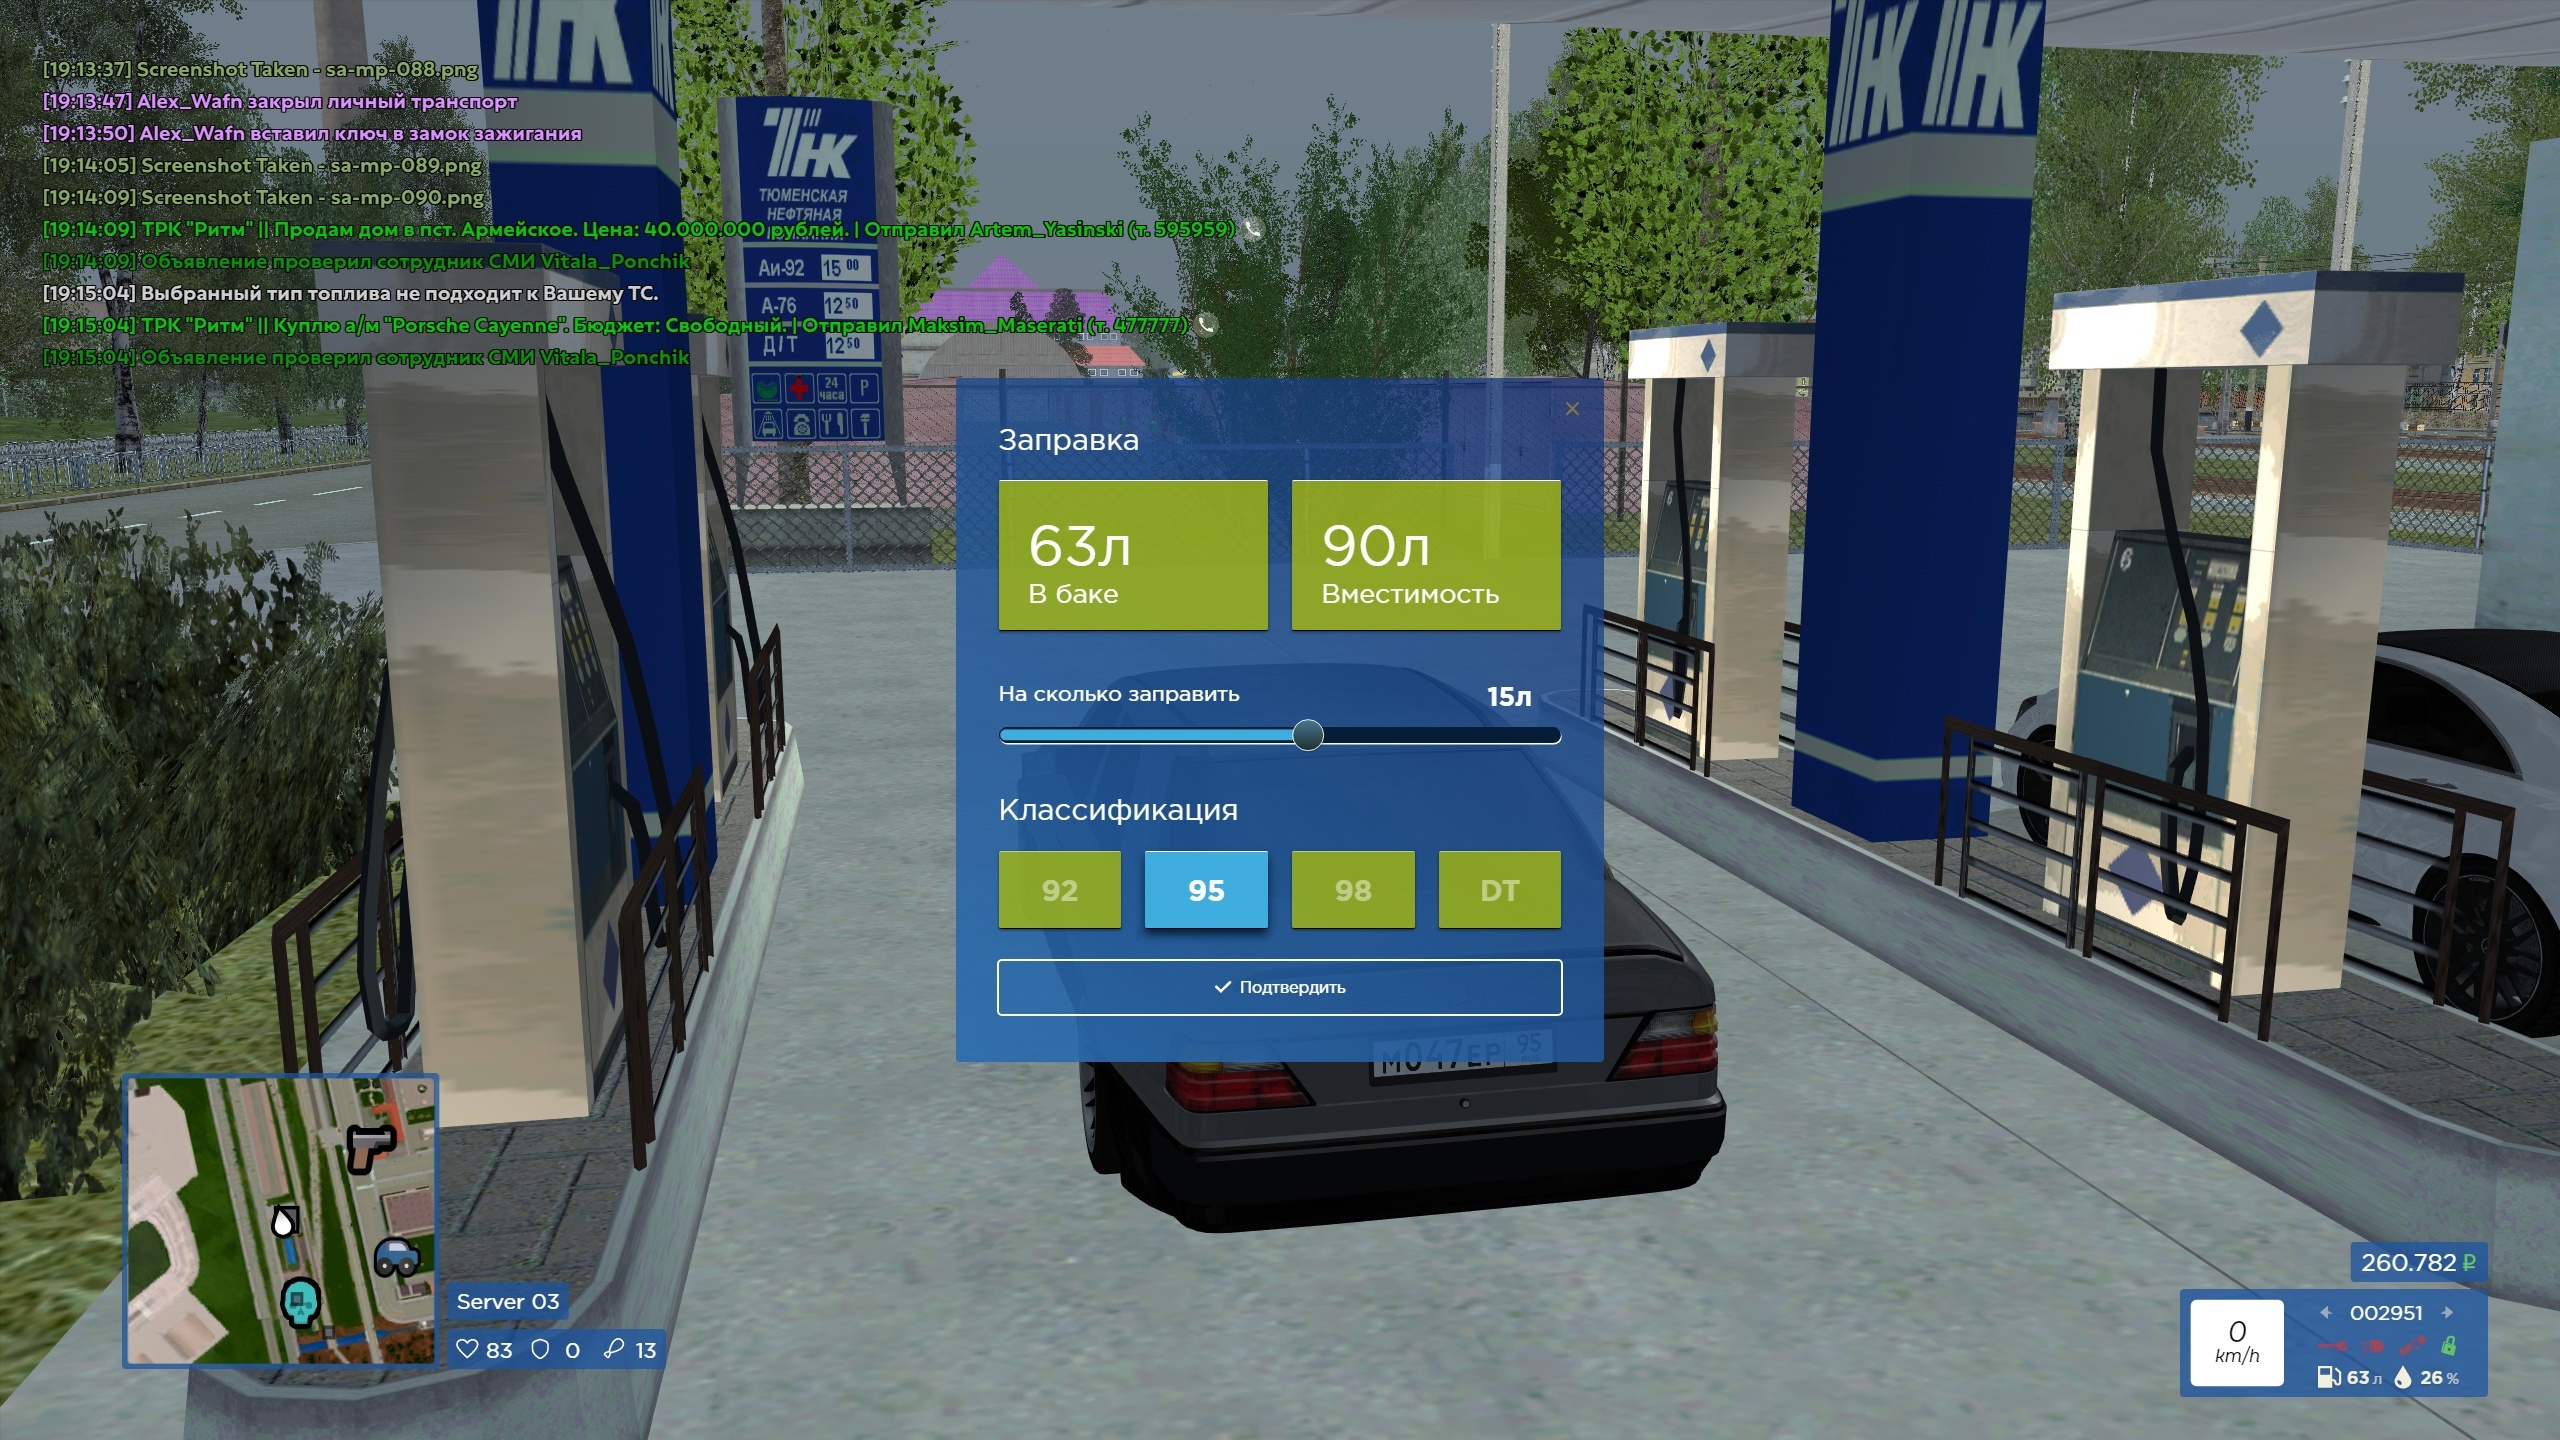 [19:13:37] Screenshot Taken - sa-mp-088.png
[19:13:47] Alex_Wafn закрыл личный транспорт
[19:13:50] Alex_Wafn вставил ключ в замок зажигания
[19:14:05] Screenshot Taken - sa-mp-089.png
[19:14:09] Screenshot Taken - sa-mp-090.png
[19:14:09] ТРК "Ритм" || Продам дом в пст. Армейское. Цена: 40.000.000 рублей. | Отправил Artem_Yasinski (т. 595959)
[19:14:09] Объявление проверил сотрудник СМИ Vitala_Ponchik
[19:15:04] Выбранный тип топлива не подходит к Вашему ТС.
[19:15:04] ТРК "Ритм" || Куплю а/м "Porsche Cayenne". Бюджет: Свободный. | Отправил Maksim_Maserati (т. 477777)
[19:15:04] Объявление проверил сотрудник СМИ Vitala_Ponchik
ТНК
ТНК
ТНК
ТНК
ТЮМЕНСКАЯ
НЕФТЯНАЯ
Аи-92 15 00
А-76 12 50
Д/Т 12 50
24 часа
P
Заправка
63л
В баке
90л
Вместимость
На сколько заправить
15л
Классификация
92
95
98
DT
Подтвердить
М047ЕР 95
6
6
Server 03
83
0
13
260.782 ₽
0
km/h
002951
63 л
26 %